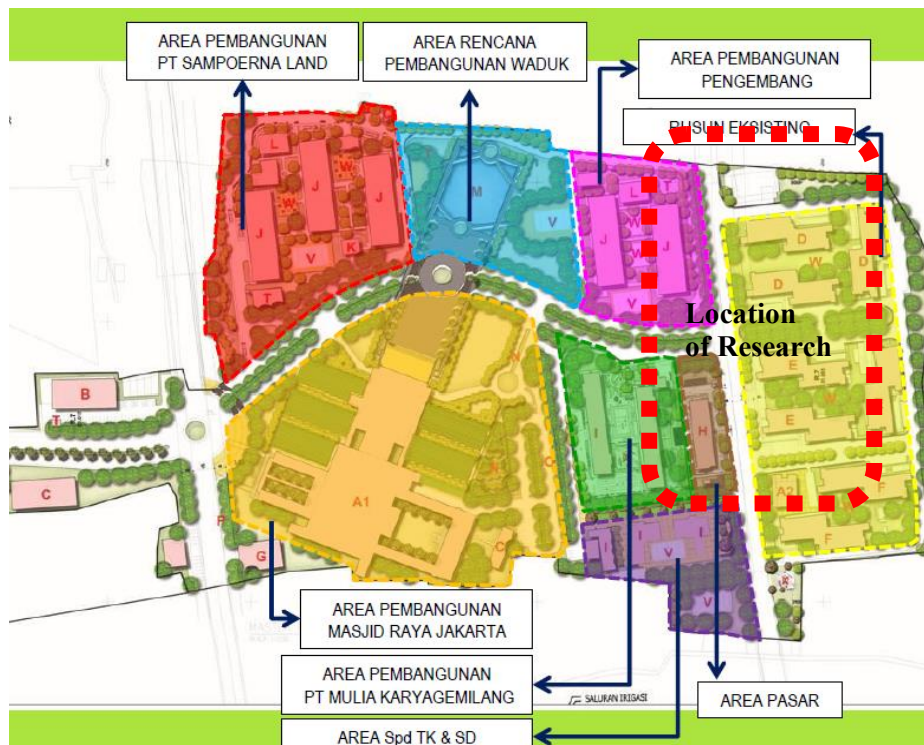 AREA PEMBANGUNAN
PT SAMPOERNA LAND
AREA RENCANA
PEMBANGUNAN WADUK
AREA PEMBANGUNAN
PENGEMBANG
RUSUN EKSISTING
L
W
J
J
J
W
V
K
T
M
V
L
T
W
J
J
W
V
D
W
D
D
Location
of Research
B
T
E
E
W
I
H
C
A1
A2
F
F
G
C
I
I
V
I
V
AREA PEMBANGUNAN
MASJID RAYA JAKARTA
AREA PEMBANGUNAN
PT MULIA KARYAGEMILANG
SALURAN IRIGASI
AREA PASAR
AREA Spd TK & SD